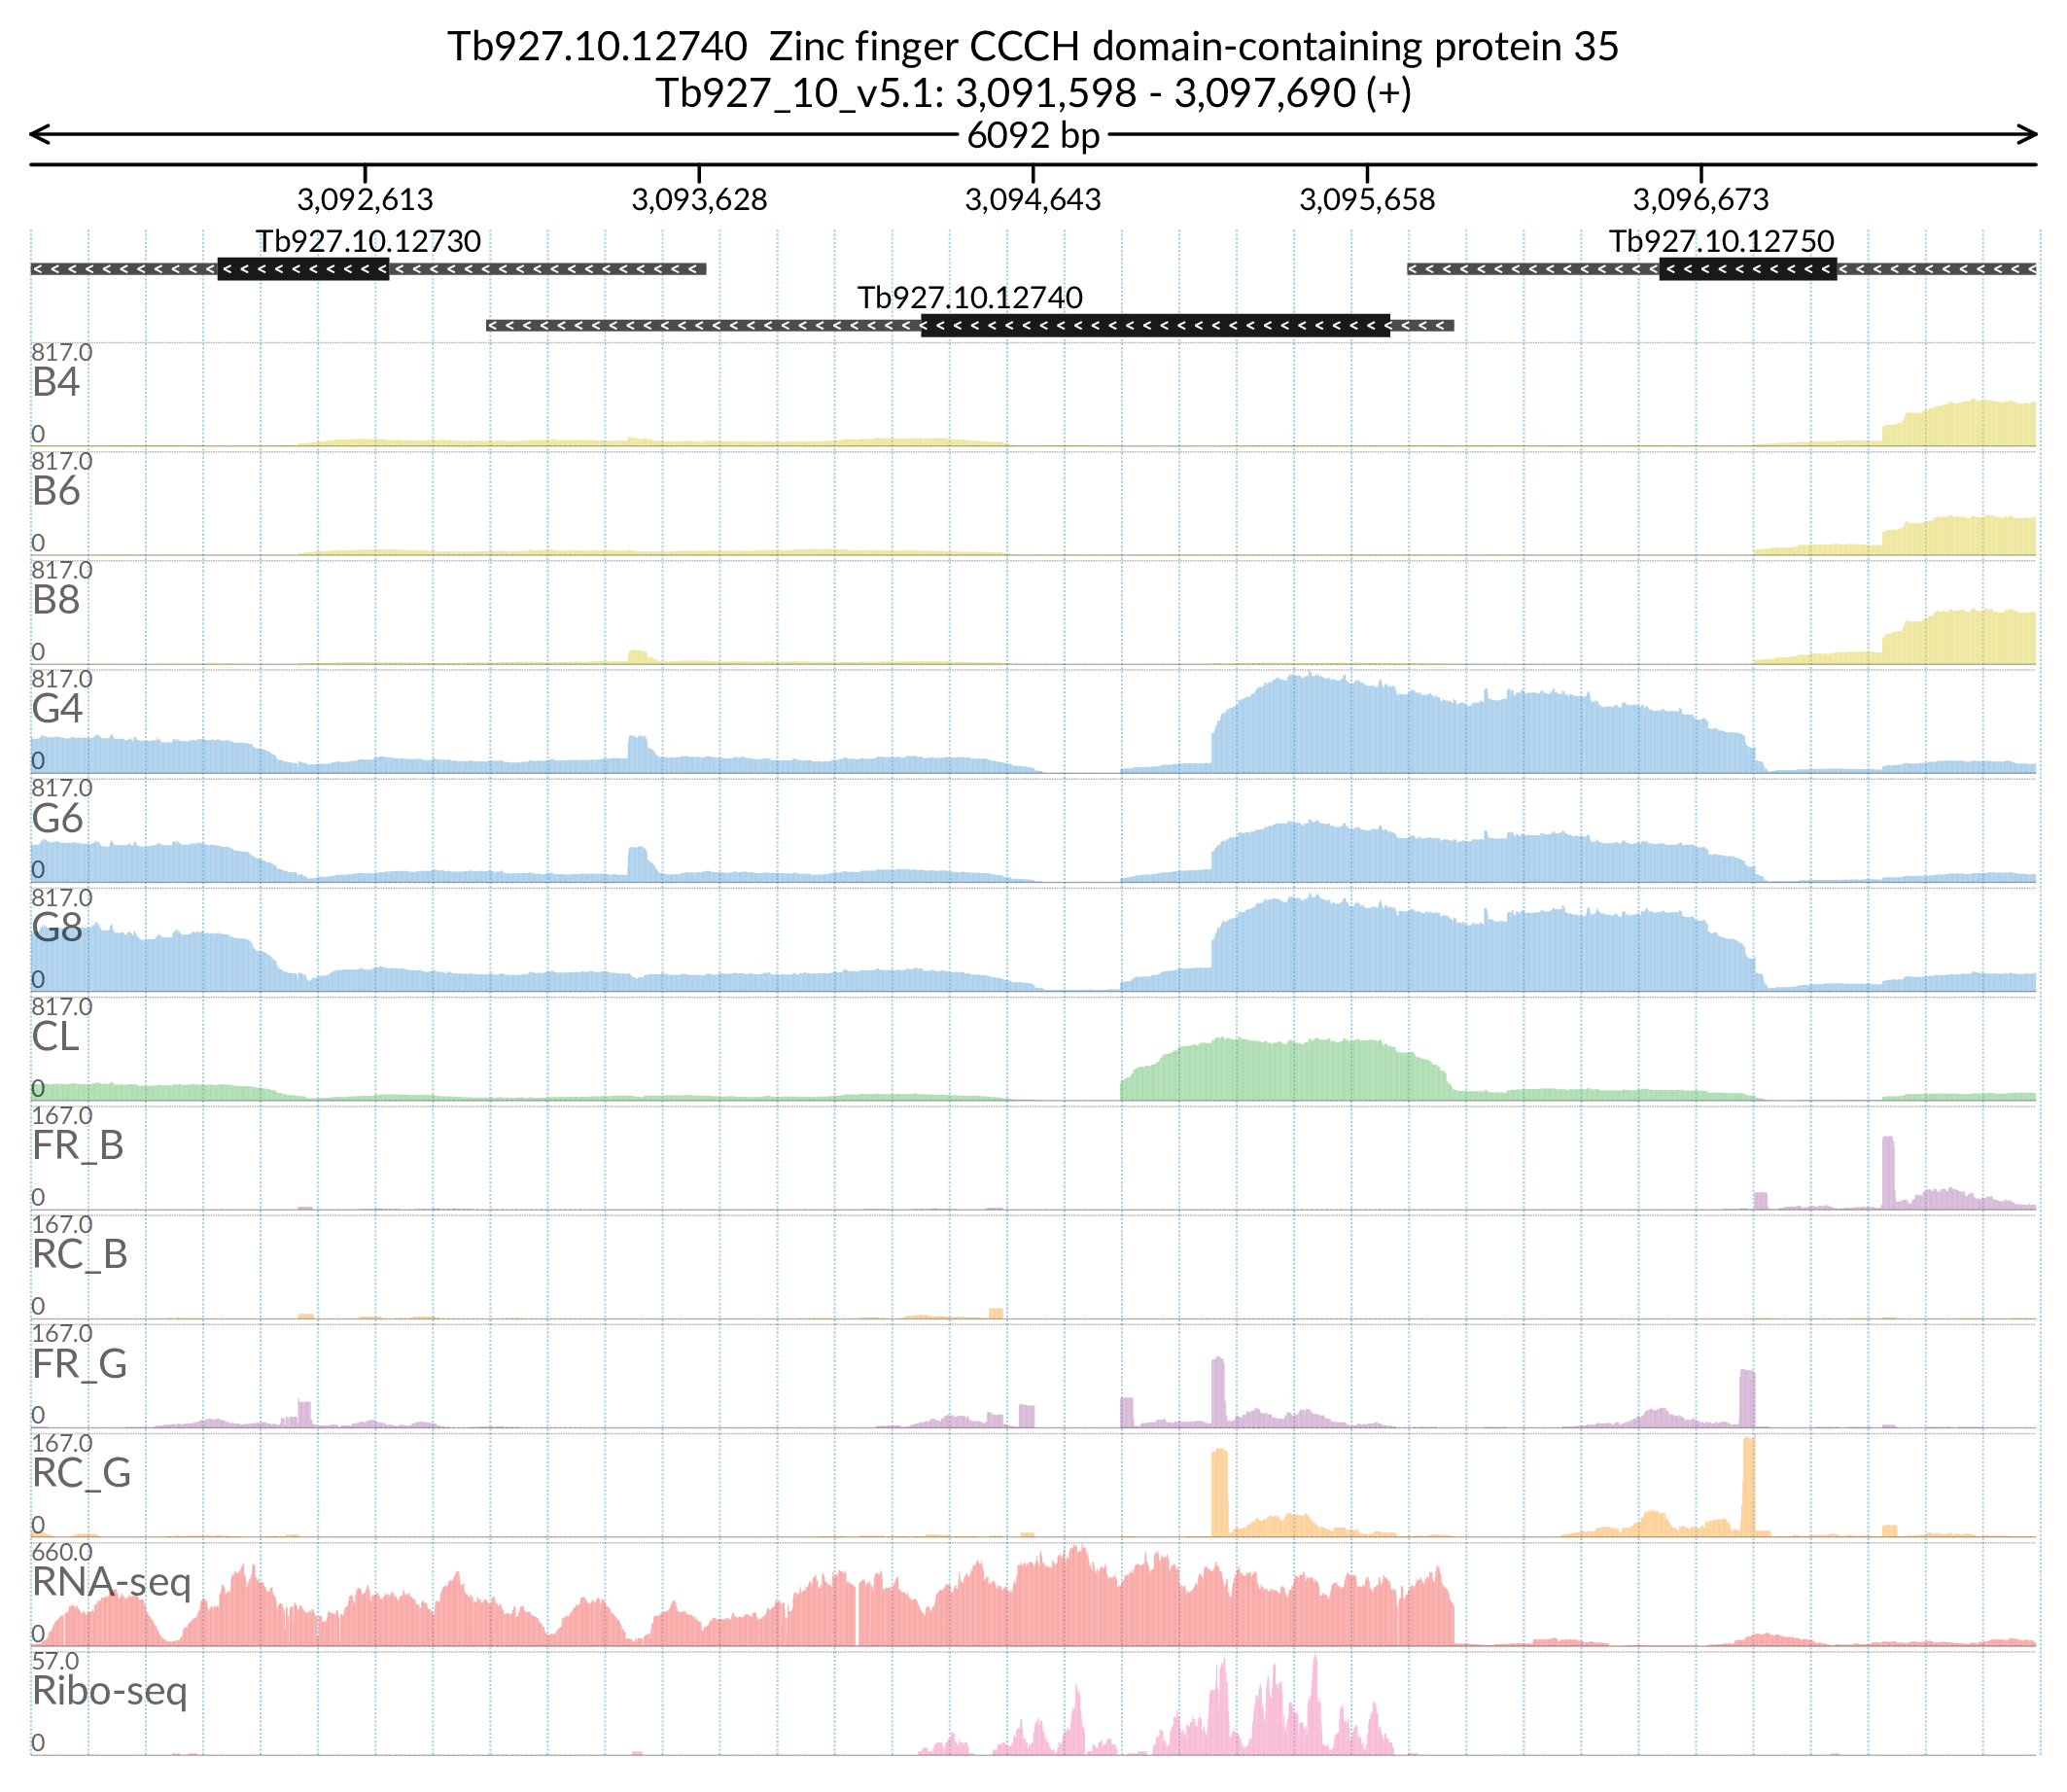 Tb927.10.12740  Zinc finger CCCH domain-containing protein 35
Tb927_10_v5.1: 3,091,598 - 3,097,690 (+)
6092 bp
3,092,613 3,093,628 3,094,643 3,095,658 3,096,673
Tb927.10.12730 Tb927.10.12750
Tb927.10.12740
817.0
B4
0
817.0
B6
0
817.0
B8
0
817.0
G4
0
817.0
G6
0
817.0
G8
0
817.0
CL
0
167.0
FR_B
0
167.0
RC_B
0
167.0
FR_G
0
167.0
RC_G
0
660.0
RNA-seq
0
57.0
Ribo-seq
0